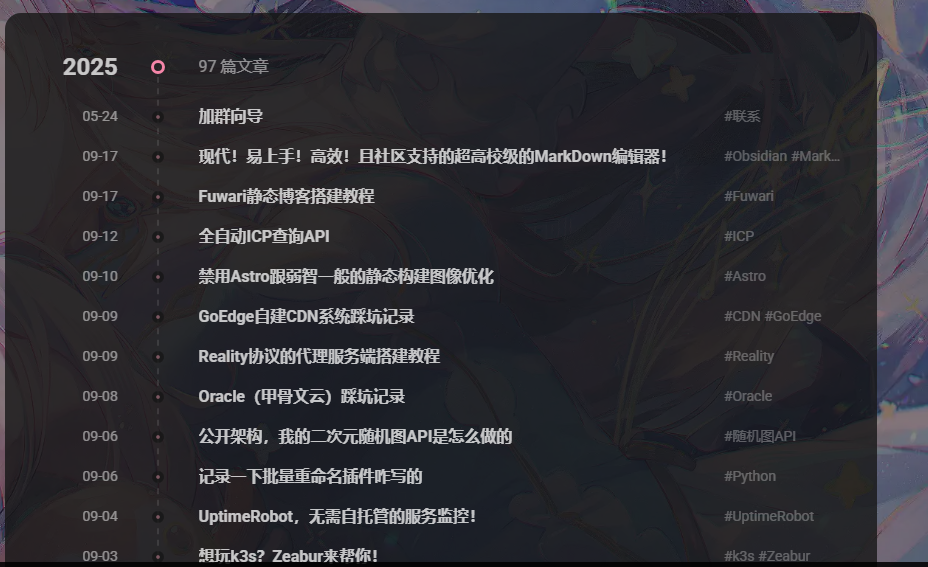 2025 97 篇文章
05-24 加群向导 #联系
09-17 现代！易上手！高效！且社区支持的超高校级的MarkDown编辑器！ #Obsidian #Mark...
09-17 Fuwari静态博客搭建教程 #Fuwari
09-12 全自动ICP查询API #ICP
09-10 禁用Astro跟弱智一般的静态构建图像优化 #Astro
09-09 GoEdge自建CDN系统踩坑记录 #CDN #GoEdge
09-09 Reality协议的代理服务端搭建教程 #Reality
09-08 Oracle（甲骨文云）踩坑记录 #Oracle
09-06 公开架构，我的二次元随机图API是怎么做的 #随机图API
09-06 记录一下批量重命名插件咋写的 #Python
09-04 UptimeRobot，无需自托管的服务监控！ #UptimeRobot
09-03 想玩k3s？Zeabur来帮你！ #k3s #Zeabur